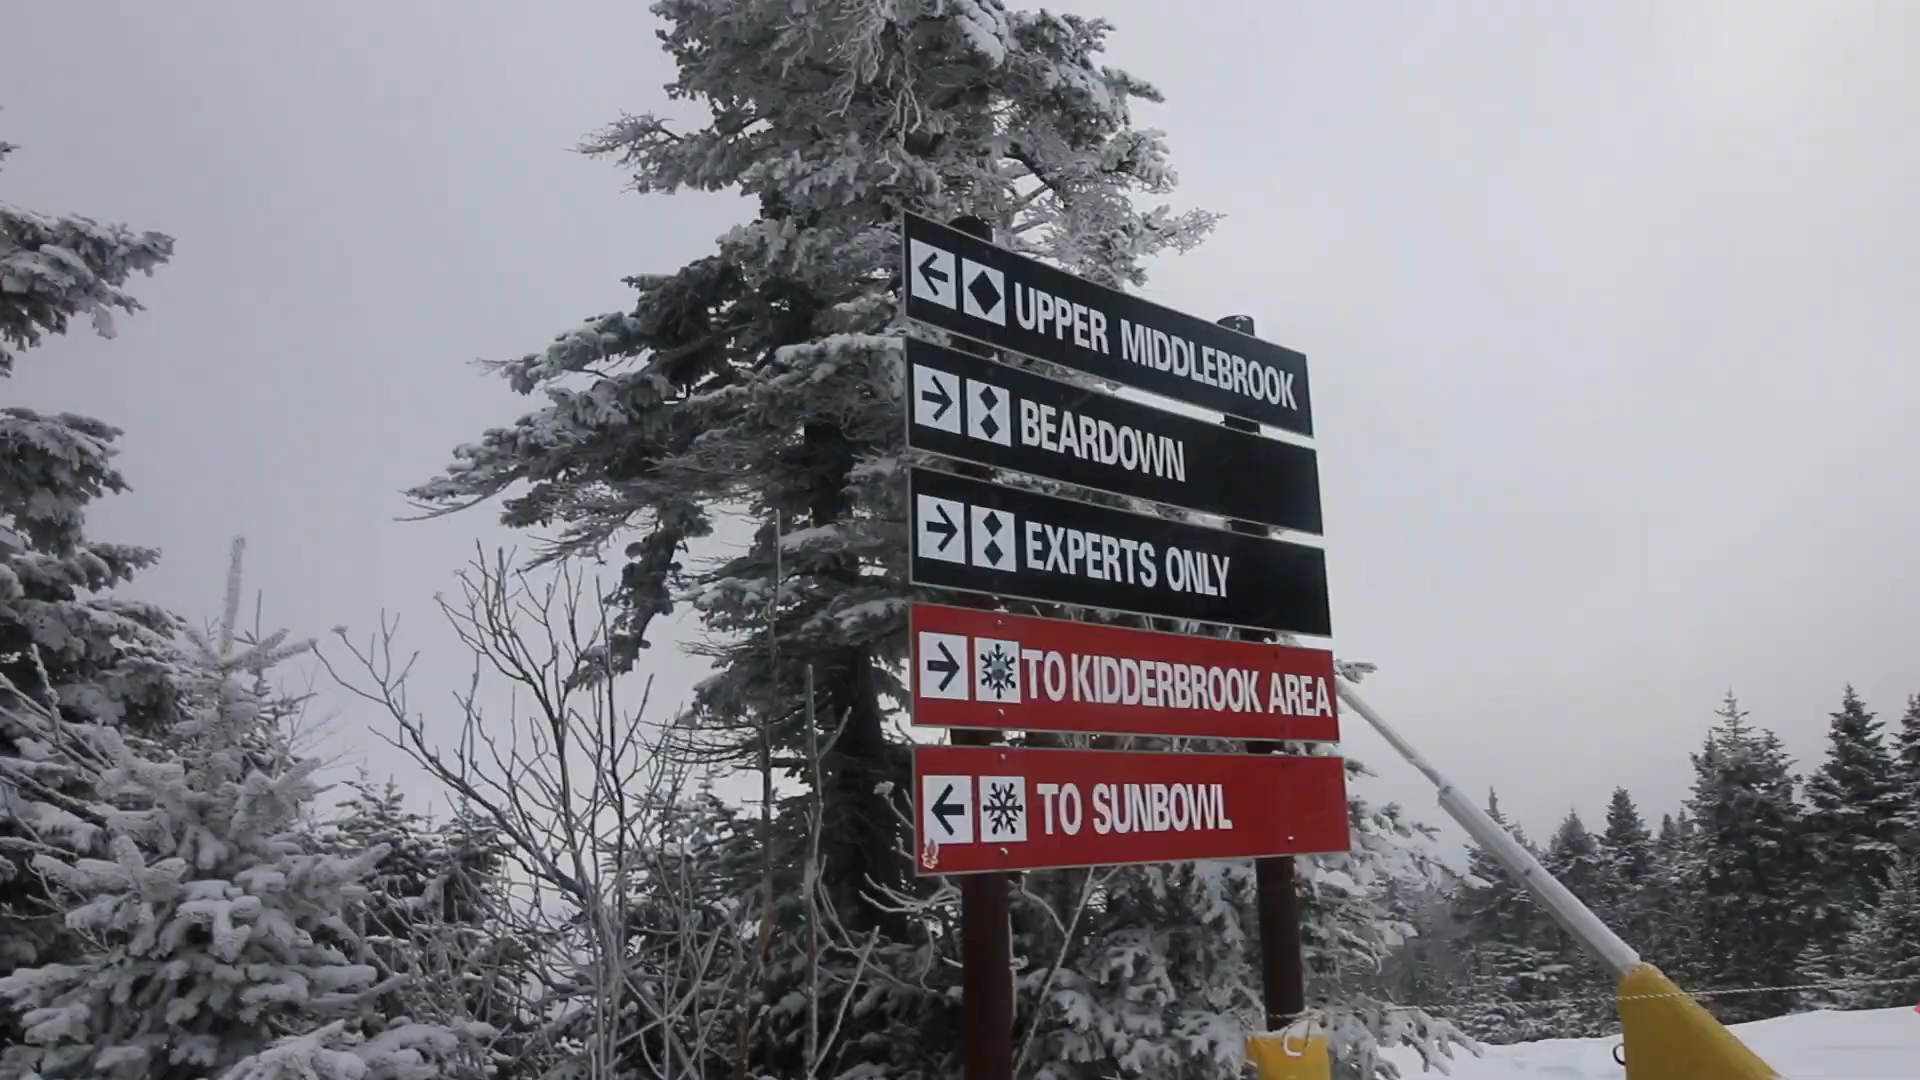 UPPER MIDDLEBROOK
BEARDOWN
EXPERTS ONLY
TO KIDDERBROOK AREA
TO SUNBOWL